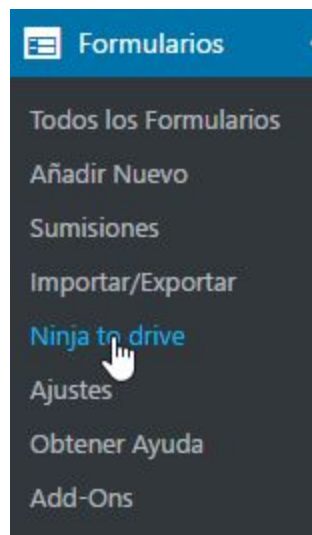 Formularios
Todos los Formularios
Añadir Nuevo
Sumisiones
Importar/Exportar
Ninja to drive
Ajustes
Obtener Ayuda
Add-Ons